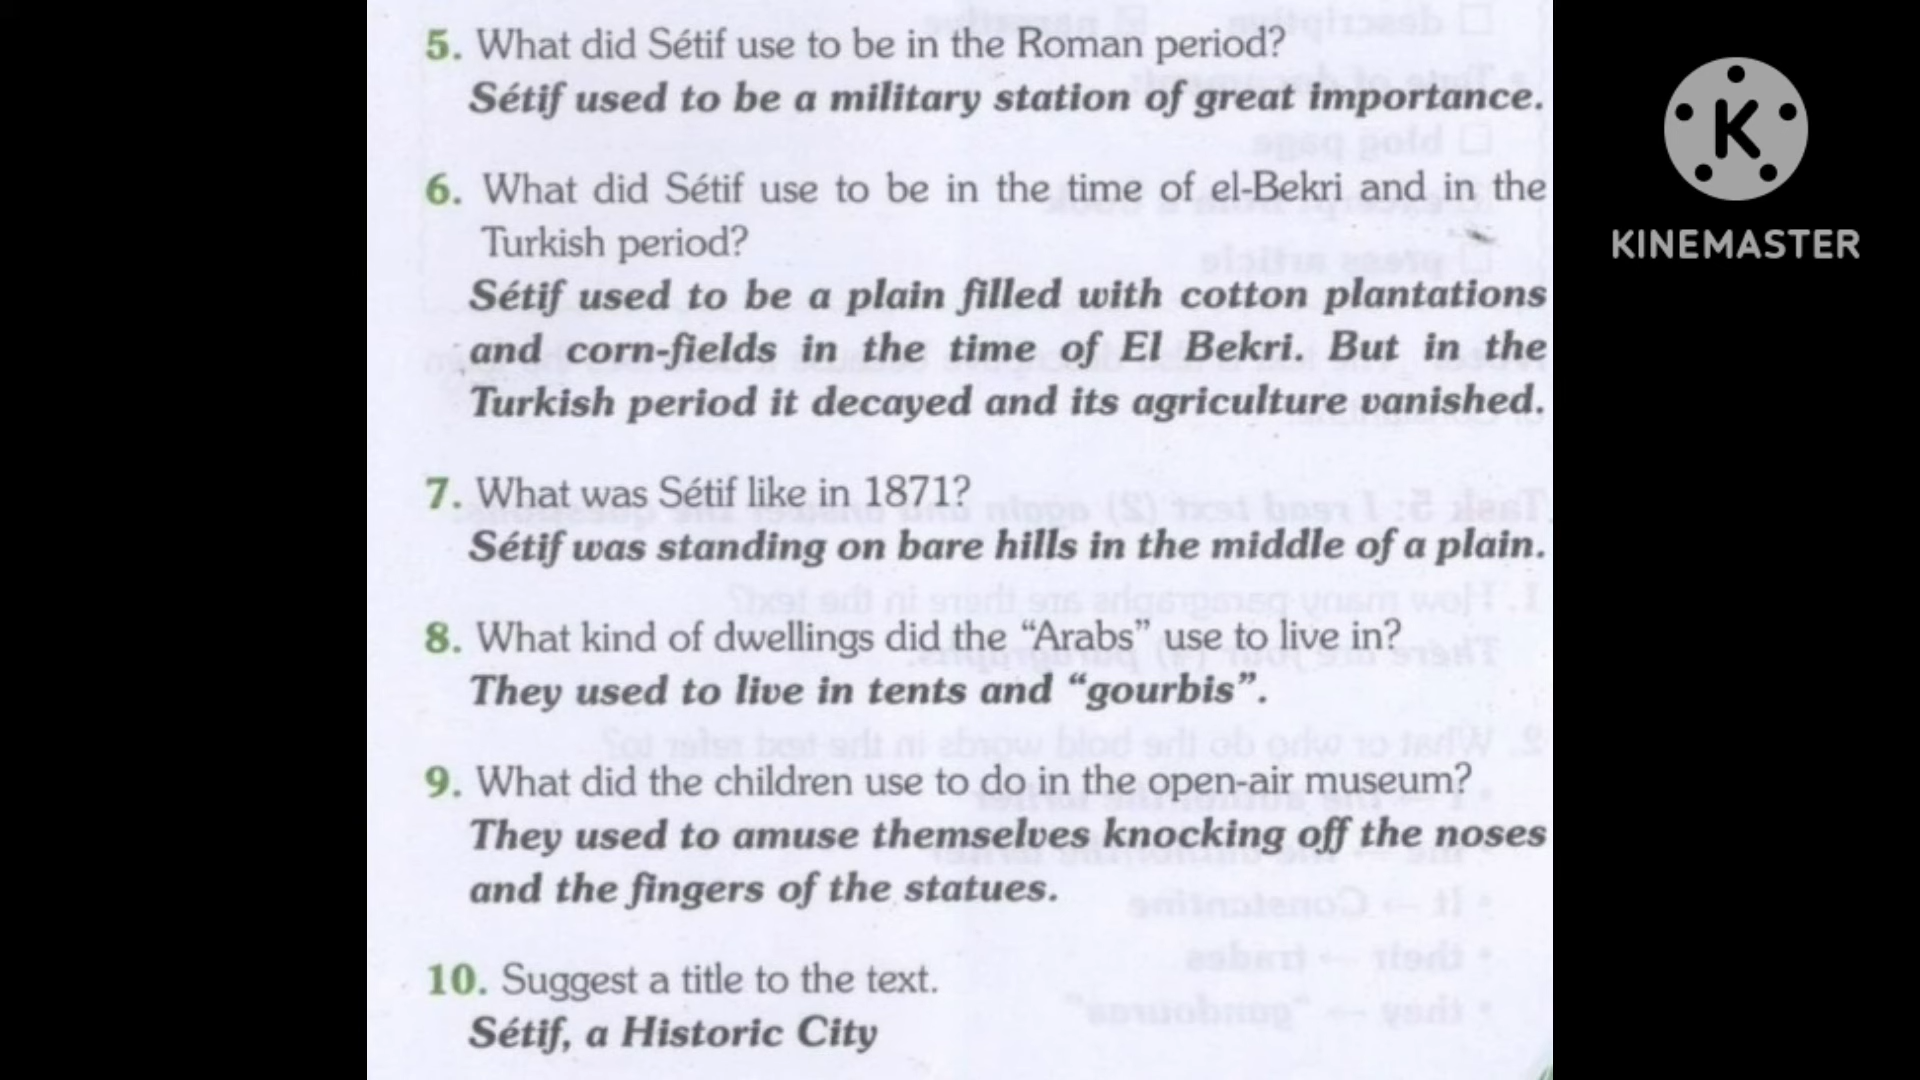 5. What did Sétif use to be in the Roman period?
Sétif used to be a military station of great importance.
6. What did Sétif use to be in the time of el-Bekri and in the
Turkish period?
Sétif used to be a plain filled with cotton plantations
and corn-fields in the time of El Bekri. But in the
Turkish period it decayed and its agriculture vanished.
7. What was Sétif like in 1871?
Sétif was standing on bare hills in the middle of a plain.
8. What kind of dwellings did the “Arabs” use to live in?
They used to live in tents and “gourbis”.
9. What did the children use to do in the open-air museum?
They used to amuse themselves knocking off the noses
and the fingers of the statues.
10. Suggest a title to the text.
Sétif, a Historic City
K
KINEMASTER